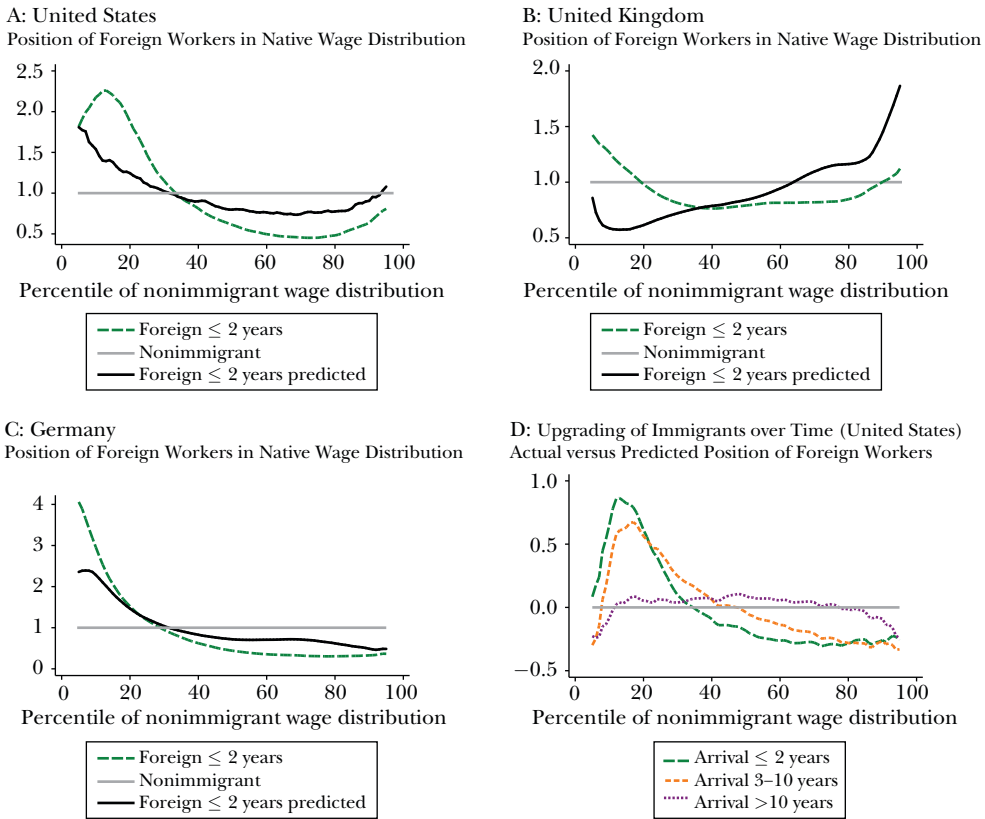 A: United States
Position of Foreign Workers in Native Wage Distribution
2.5
2.0
1.5
1.0
0.5
0 20 40 60 80 100
Percentile of nonimmigrant wage distribution
Foreign ≤ 2 years
Nonimmigrant
Foreign ≤ 2 years predicted
B: United Kingdom
Position of Foreign Workers in Native Wage Distribution
2.0
1.5
1.0
0.5
0 20 40 60 80 100
Percentile of nonimmigrant wage distribution
Foreign ≤ 2 years
Nonimmigrant
Foreign ≤ 2 years predicted
C: Germany
Position of Foreign Workers in Native Wage Distribution
4
3
2
1
0
0 20 40 60 80 100
Percentile of nonimmigrant wage distribution
Foreign ≤ 2 years
Nonimmigrant
Foreign ≤ 2 years predicted
D: Upgrading of Immigrants over Time (United States)
Actual versus Predicted Position of Foreign Workers
1.0
0.5
0.0
−0.5
0 20 40 60 80 100
Percentile of nonimmigrant wage distribution
Arrival ≤ 2 years
Arrival 3–10 years
Arrival >10 years